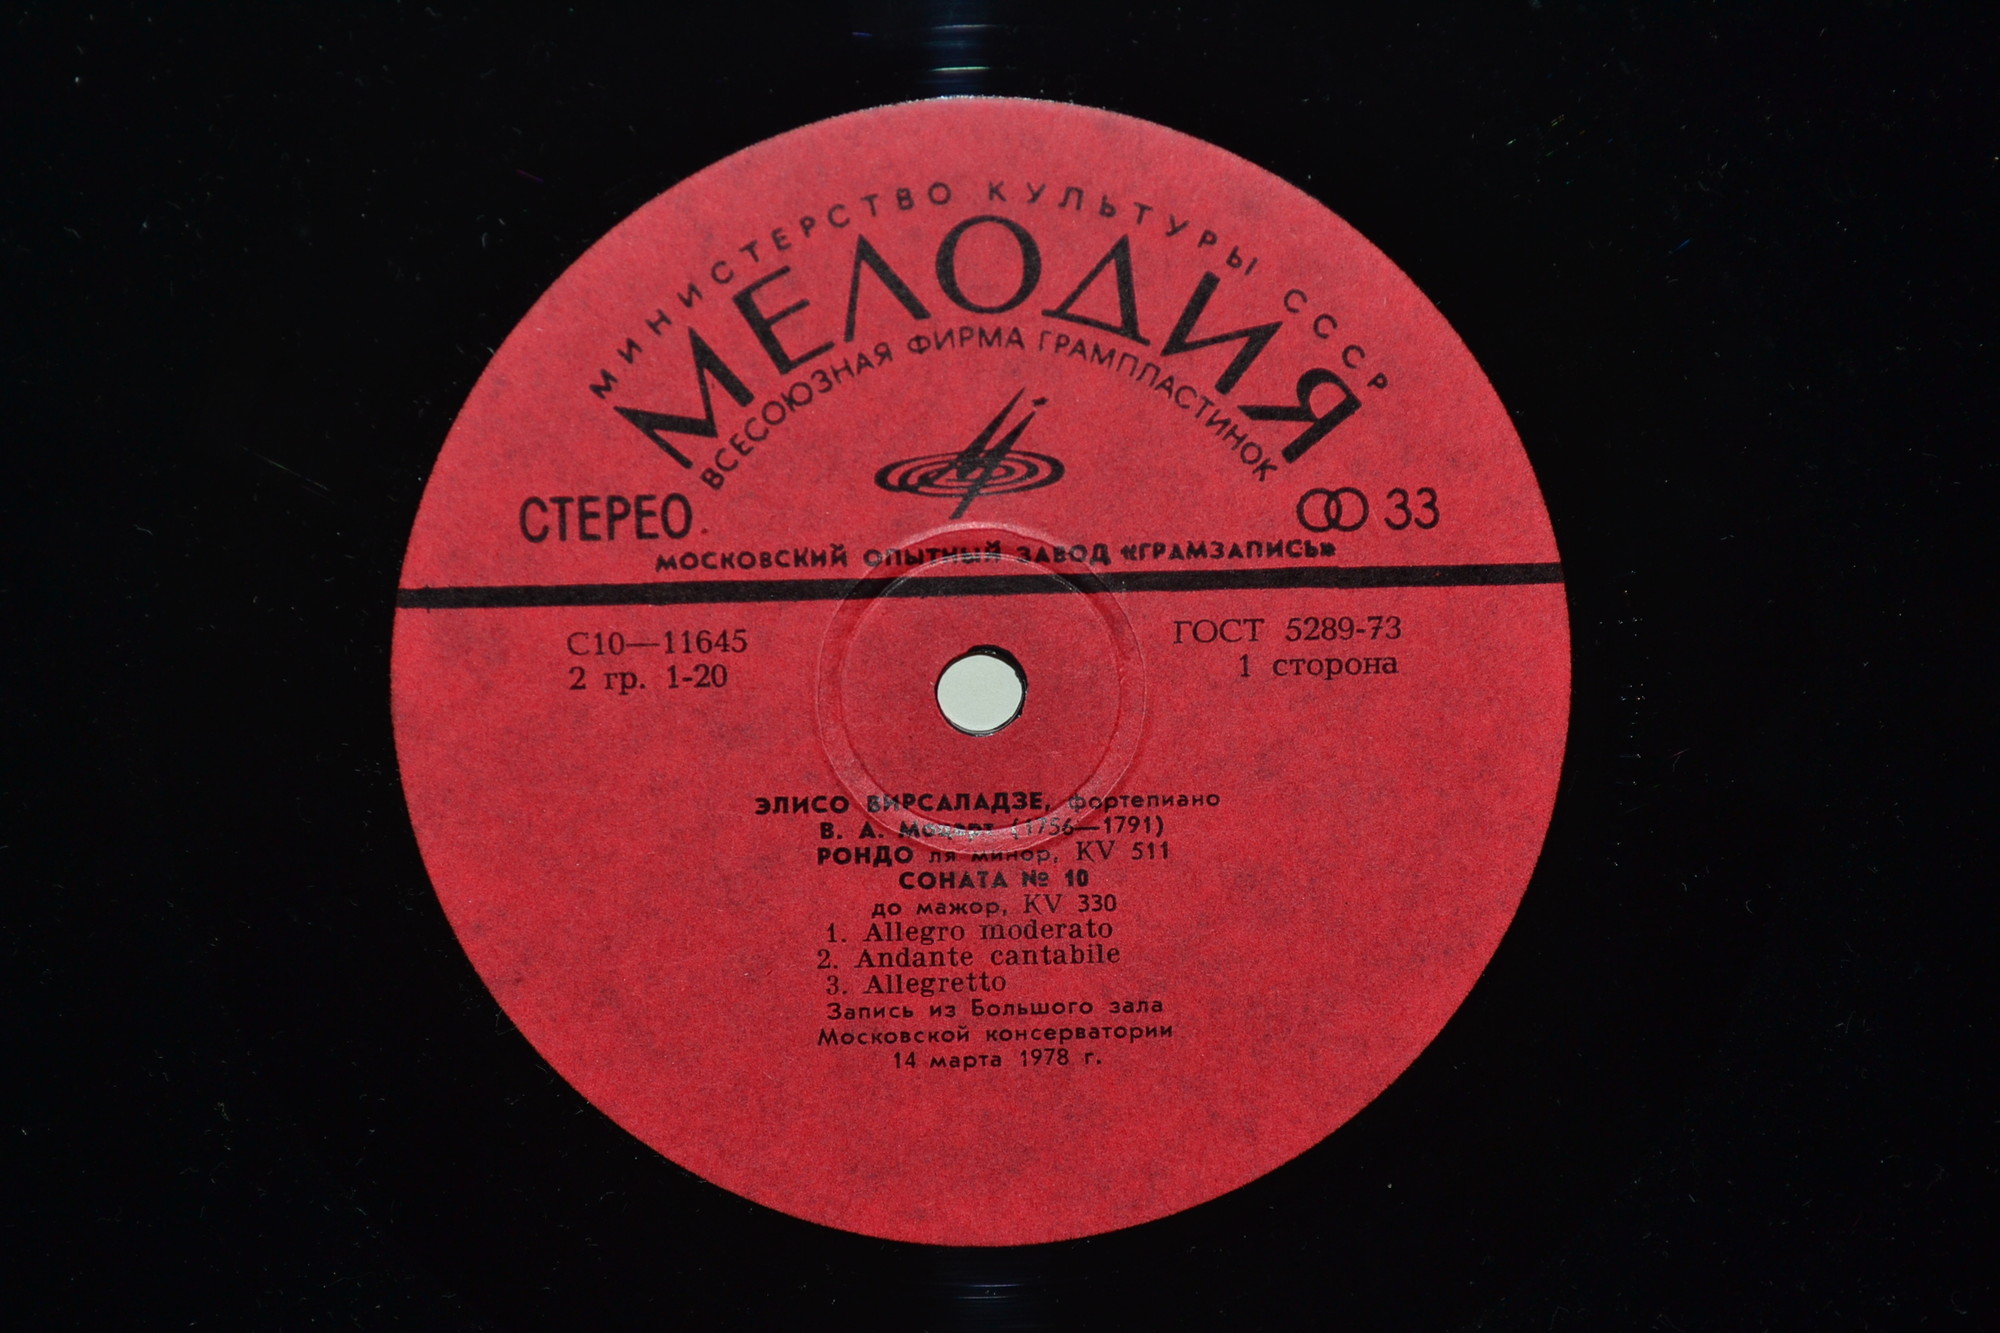 МИНИСТЕРСТВО КУЛЬТУРЫ СССР
МЕЛОДИЯ
ВСЕСОЮЗНАЯ ФИРМА ГРАМПЛАСТИНОК
СТЕРЕО
33
МОСКОВСКИЙ ОПЫТНЫЙ ЗАВОД «ГРАМЗАПИСЬ»
С10—11645
2 гр. 1-20
ГОСТ 5289-73
1 сторона
ЭЛИСО ВИРСАЛАДЗЕ, фортепиано
В. А. Моцарт (1756—1791)
РОНДО ля минор, KV 511
СОНАТА № 10
до мажор, KV 330
1. Allegro moderato
2. Andante cantabile
3. Allegretto
Запись из Большого зала
Московской консерватории
14 марта 1978 г.